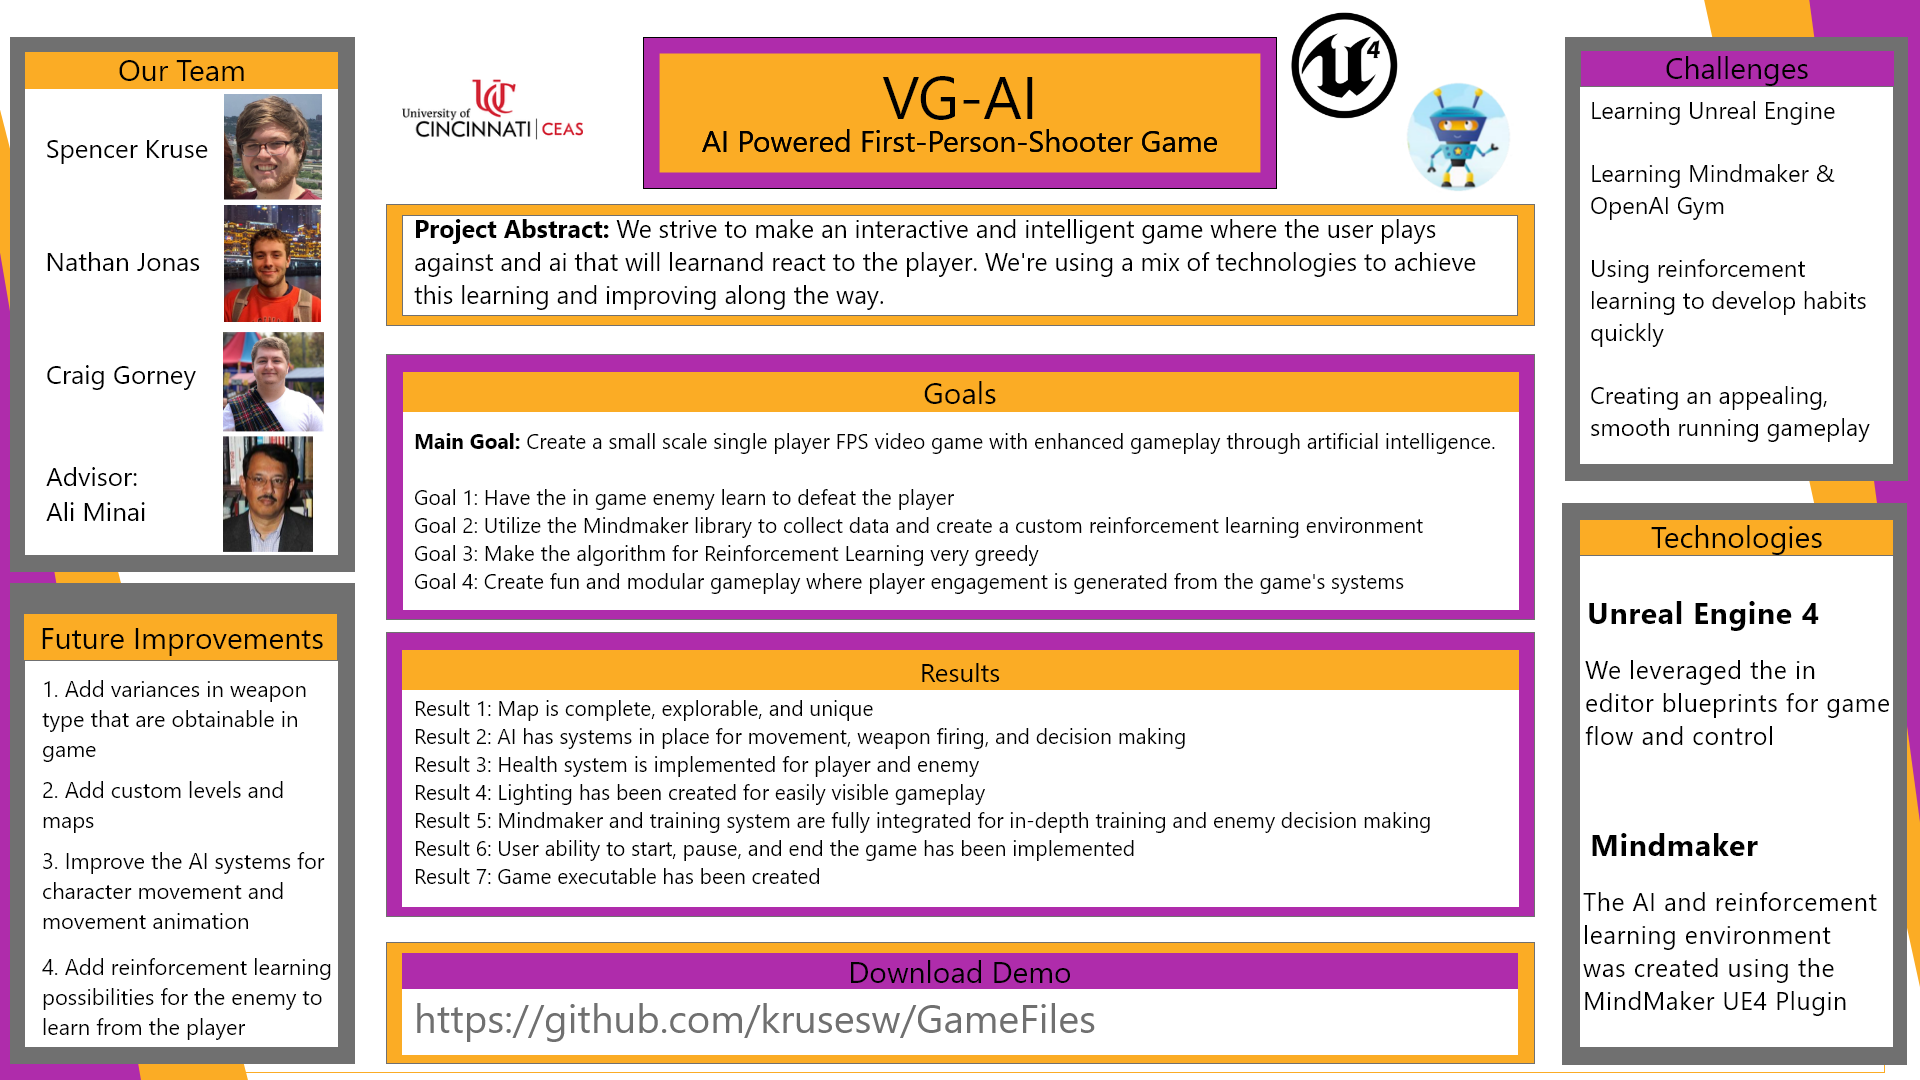 Our Team
Spencer Kruse
Nathan Jonas
Craig Gorney
Advisor:
Ali Minai
Future Improvements
1. Add variances in weapon
type that are obtainable in
game
2. Add custom levels and
maps
3. Improve the AI systems for
character movement and
movement animation
4. Add reinforcement learning
possibilities for the enemy to
learn from the player
UC
University of
CINCINNATI | CEAS
VG-AI
AI Powered First-Person-Shooter Game
U 4
Project Abstract: We strive to make an interactive and intelligent game where the user plays
against and ai that will learnand react to the player. We're using a mix of technologies to achieve
this learning and improving along the way.
Goals
Main Goal: Create a small scale single player FPS video game with enhanced gameplay through artificial intelligence.
Goal 1: Have the in game enemy learn to defeat the player
Goal 2: Utilize the Mindmaker library to collect data and create a custom reinforcement learning environment
Goal 3: Make the algorithm for Reinforcement Learning very greedy
Goal 4: Create fun and modular gameplay where player engagement is generated from the game's systems
Results
Result 1: Map is complete, explorable, and unique
Result 2: AI has systems in place for movement, weapon firing, and decision making
Result 3: Health system is implemented for player and enemy
Result 4: Lighting has been created for easily visible gameplay
Result 5: Mindmaker and training system are fully integrated for in-depth training and enemy decision making
Result 6: User ability to start, pause, and end the game has been implemented
Result 7: Game executable has been created
Download Demo
https://github.com/krusesw/GameFiles
Challenges
Learning Unreal Engine
Learning Mindmaker &
OpenAI Gym
Using reinforcement
learning to develop habits
quickly
Creating an appealing,
smooth running gameplay
Technologies
Unreal Engine 4
We leveraged the in
editor blueprints for game
flow and control
Mindmaker
The AI and reinforcement
learning environment
was created using the
MindMaker UE4 Plugin